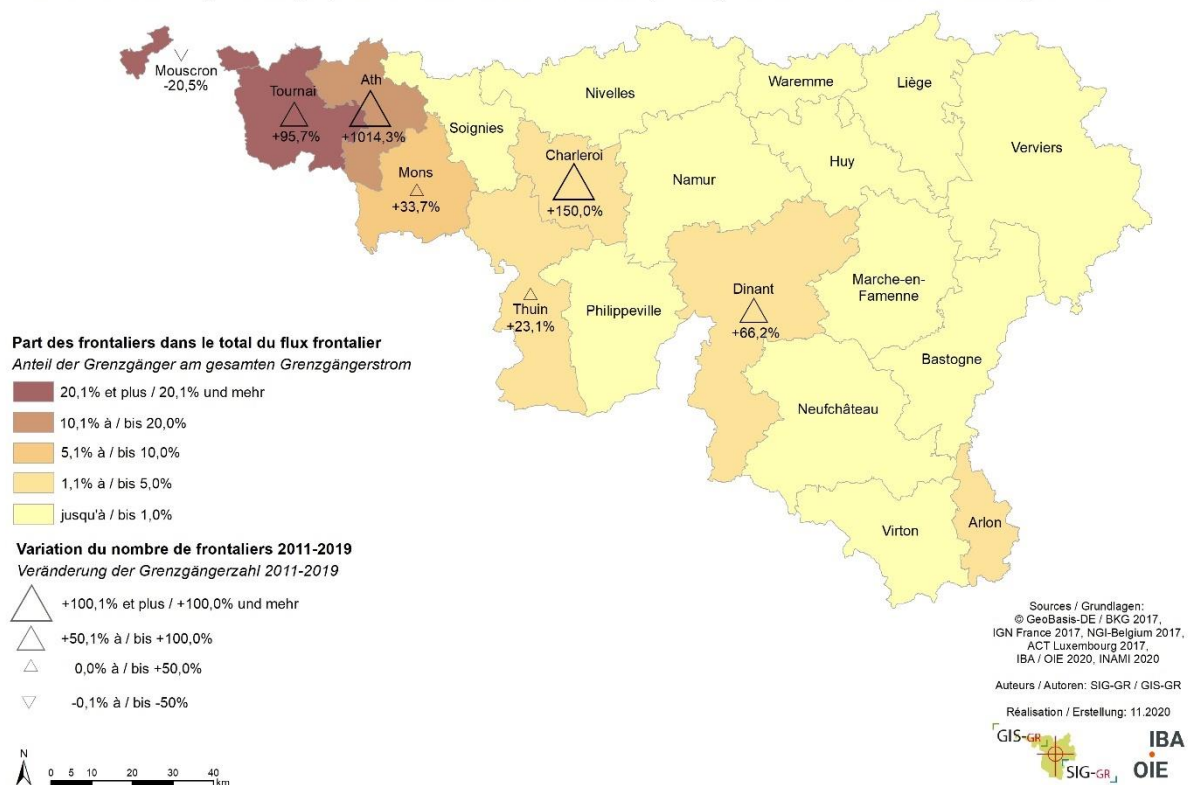 Mouscron
-20,5%
Tournai
+95,7%
Ath
+1014,3%
Mons
+33,7%
Soignies
Nivelles
Charleroi
+150,0%
Thuin
+23,1%
Philippeville
Namur
Waremme
Huy
Liège
Verviers
Dinant
+66,2%
Marche-en-
Famenne
Bastogne
Neufchâteau
Virton
Arlon
Part des frontaliers dans le total du flux frontalier
Anteil der Grenzgänger am gesamten Grenzgängerstrom
20,1% et plus / 20,1% und mehr
10,1% à / bis 20,0%
5,1% à / bis 10,0%
1,1% à / bis 5,0%
jusqu'à / bis 1,0%
Variation du nombre de frontaliers 2011-2019
Veränderung der Grenzgängerzahl 2011-2019
+100,1% et plus / +100,0% und mehr
+50,1% à / bis +100,0%
0,0% à / bis +50,0%
-0,1% à / bis -50%
N
0 5 10 20 30 40
km
Sources / Grundlagen:
© GeoBasis-DE / BKG 2017,
IGN France 2017, NGI-Belgium 2017,
ACT Luxembourg 2017,
IBA / OIE 2020, INAMI 2020
Auteurs / Autoren: SIG-GR / GIS-GR
Réalisation / Erstellung: 11.2020
GIS-GR
SIG-GR
IBA
OIE